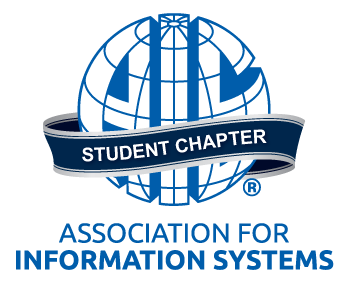 STUDENT CHAPTER
®
ASSOCIATION FOR
INFORMATION SYSTEMS